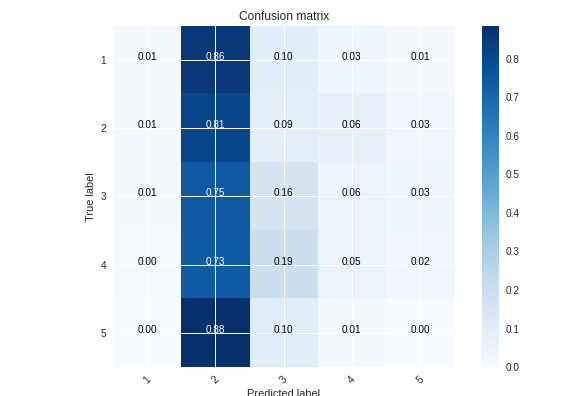 Confusion matrix
1 0.01 0.86 0.10 0.03 0.01
2 0.01 0.81 0.09 0.06 0.03
3 0.01 0.75 0.16 0.06 0.03
4 0.00 0.73 0.19 0.05 0.02
5 0.00 0.88 0.10 0.01 0.00
True label
1 2 3 4 5
Predicted label
0.8
0.7
0.6
0.5
0.4
0.3
0.2
0.1
0.0